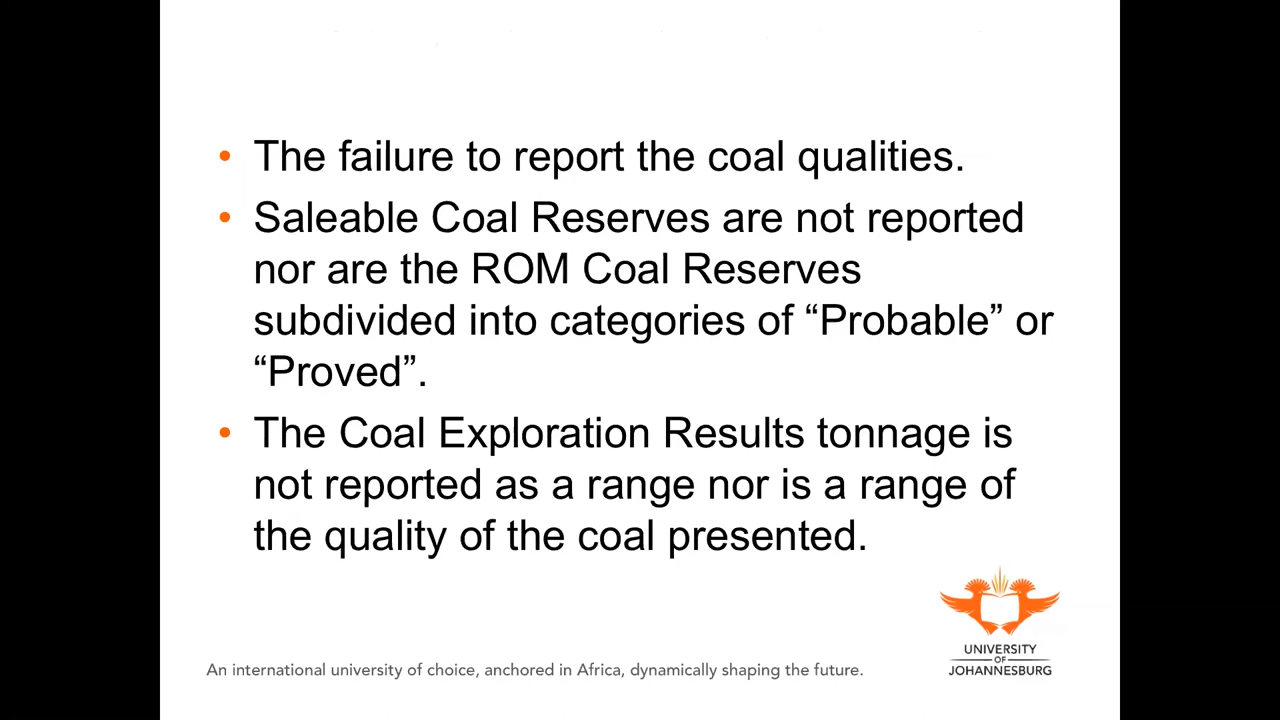 • The failure to report the coal qualities.
• Saleable Coal Reserves are not reported
nor are the ROM Coal Reserves
subdivided into categories of “Probable” or
“Proved”.
• The Coal Exploration Results tonnage is
not reported as a range nor is a range of
the quality of the coal presented.
An international university of choice, anchored in Africa, dynamically shaping the future.
UNIVERSITY
OF
JOHANNESBURG